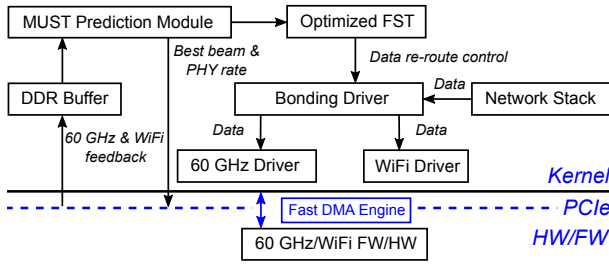 MUST Prediction Module
Optimized FST
Best beam &
PHY rate
Data re-route control
DDR Buffer
Bonding Driver
Data
Network Stack
60 GHz & WiFi
feedback
Data
Data
60 GHz Driver
WiFi Driver
Kernel
Fast DMA Engine
PCIe
60 GHz/WiFi FW/HW
HW/FW